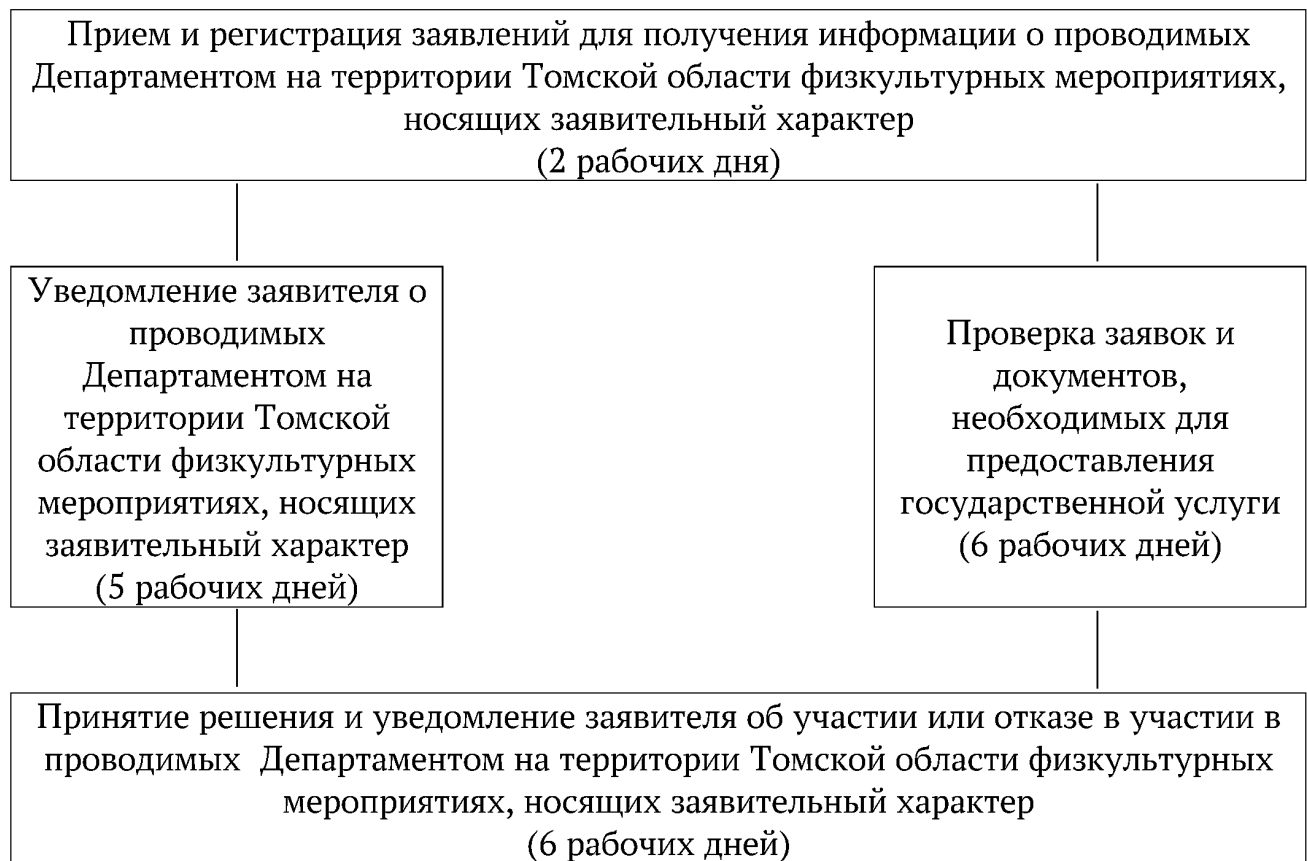 Прием и регистрация заявлений для получения информации о проводимых
Департаментом на территории Томской области физкультурных мероприятиях,
носящих заявительный характер
(2 рабочих дня)
Уведомление заявителя о
проводимых
Департаментом на
территории Томской
области физкультурных
мероприятиях, носящих
заявительный характер
(5 рабочих дней)
Проверка заявок и
документов,
необходимых для
предоставления
государственной услуги
(6 рабочих дней)
Принятие решения и уведомление заявителя об участии или отказе в участии в
проводимых  Департаментом на территории Томской области физкультурных
мероприятиях, носящих заявительный характер
(6 рабочих дней)